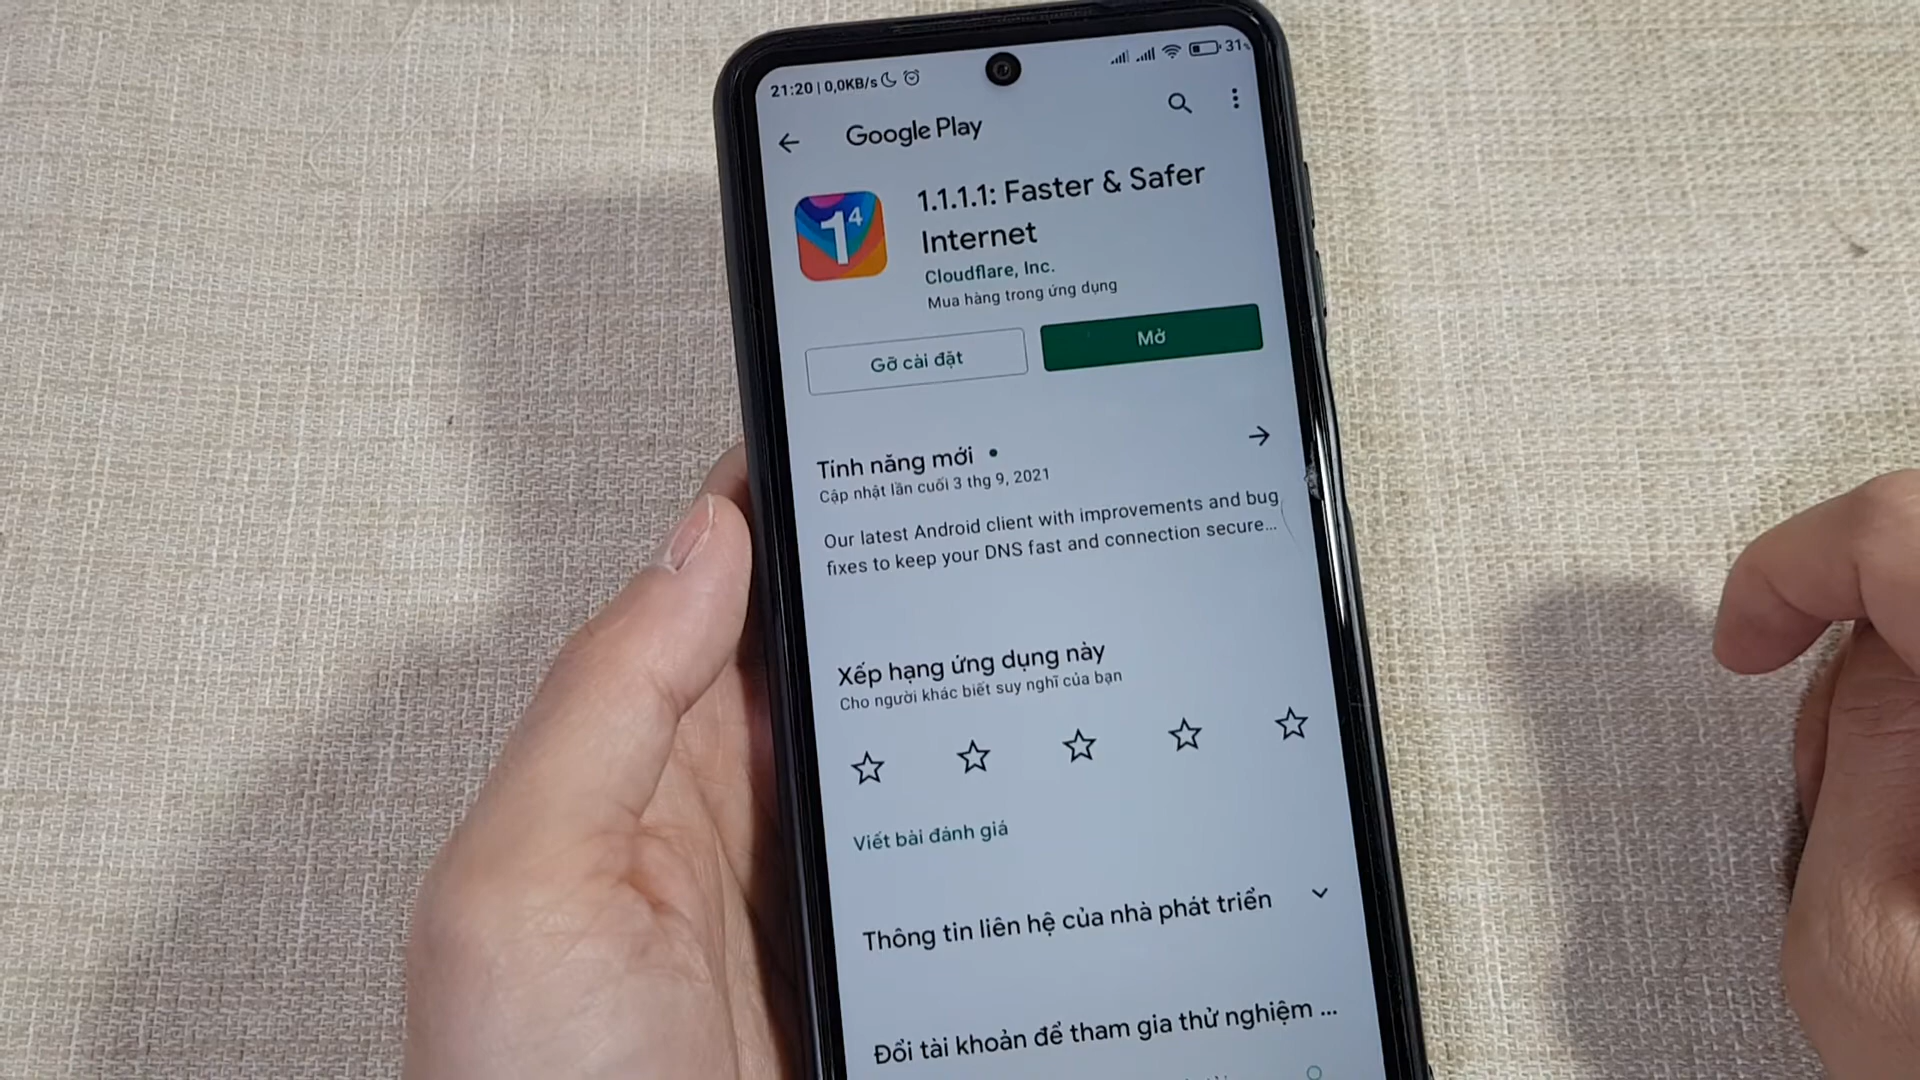 21:20 | 0,0KB/s
31%
Google Play
1⁴
1.1.1.1: Faster & Safer
Internet
Cloudflare, Inc.
Mua hàng trong ứng dụng
Gỡ cài đặt
Mở
Tính năng mới •
Cập nhật lần cuối 3 thg 9, 2021
Our latest Android client with improvements and bug
fixes to keep your DNS fast and connection secure...
Xếp hạng ứng dụng này
Cho người khác biết suy nghĩ của bạn
Viết bài đánh giá
Thông tin liên hệ của nhà phát triển
Đổi tài khoản để tham gia thử nghiệm ...